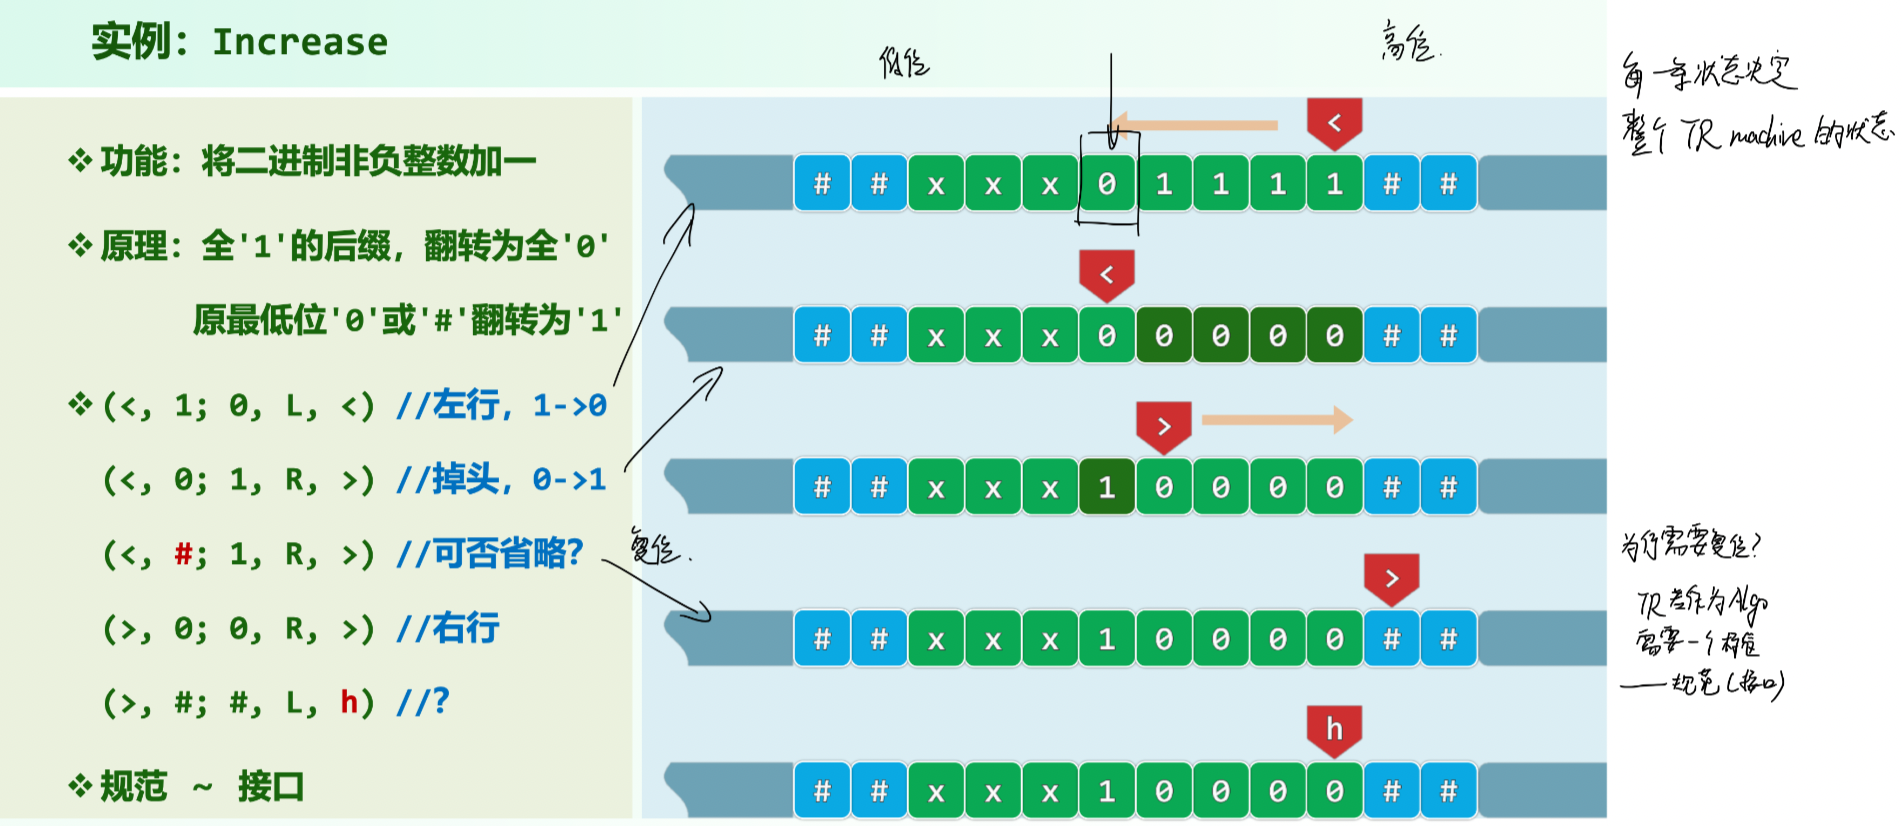 实例：Increase
低位
高位.
每一条状态决定
整个 TR machine 的状态
❖ 功能：将二进制非负整数加一
❖ 原理：全'1'的后缀，翻转为全'0'
原最低位'0'或'#'翻转为'1'
❖ (<, 1; 0, L, <) //左行，1->0
(<, 0; 1, R, >) //掉头，0->1
(<, #; 1, R, >) //可否省略？
复位.
(>, 0; 0, R, >) //右行
(>, #; #, L, h) //?
❖ 规范 ~ 接口
<
# # x x x 0 1 1 1 1 # #
<
# # x x x 0 0 0 0 0 # #
>
# # x x x 1 0 0 0 0 # #
>
# # x x x 1 0 0 0 0 # #
h
# # x x x 1 0 0 0 0 # #
为何需要复位？
TR 若作为 Algo
需要一个
——规范(接口)